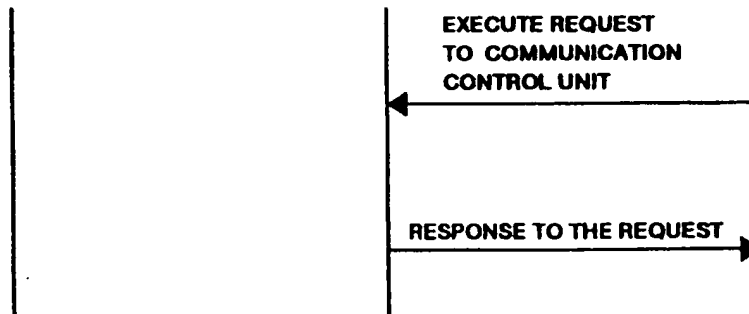 EXECUTE REQUEST
TO COMMUNICATION
CONTROL UNIT
RESPONSE TO THE REQUEST